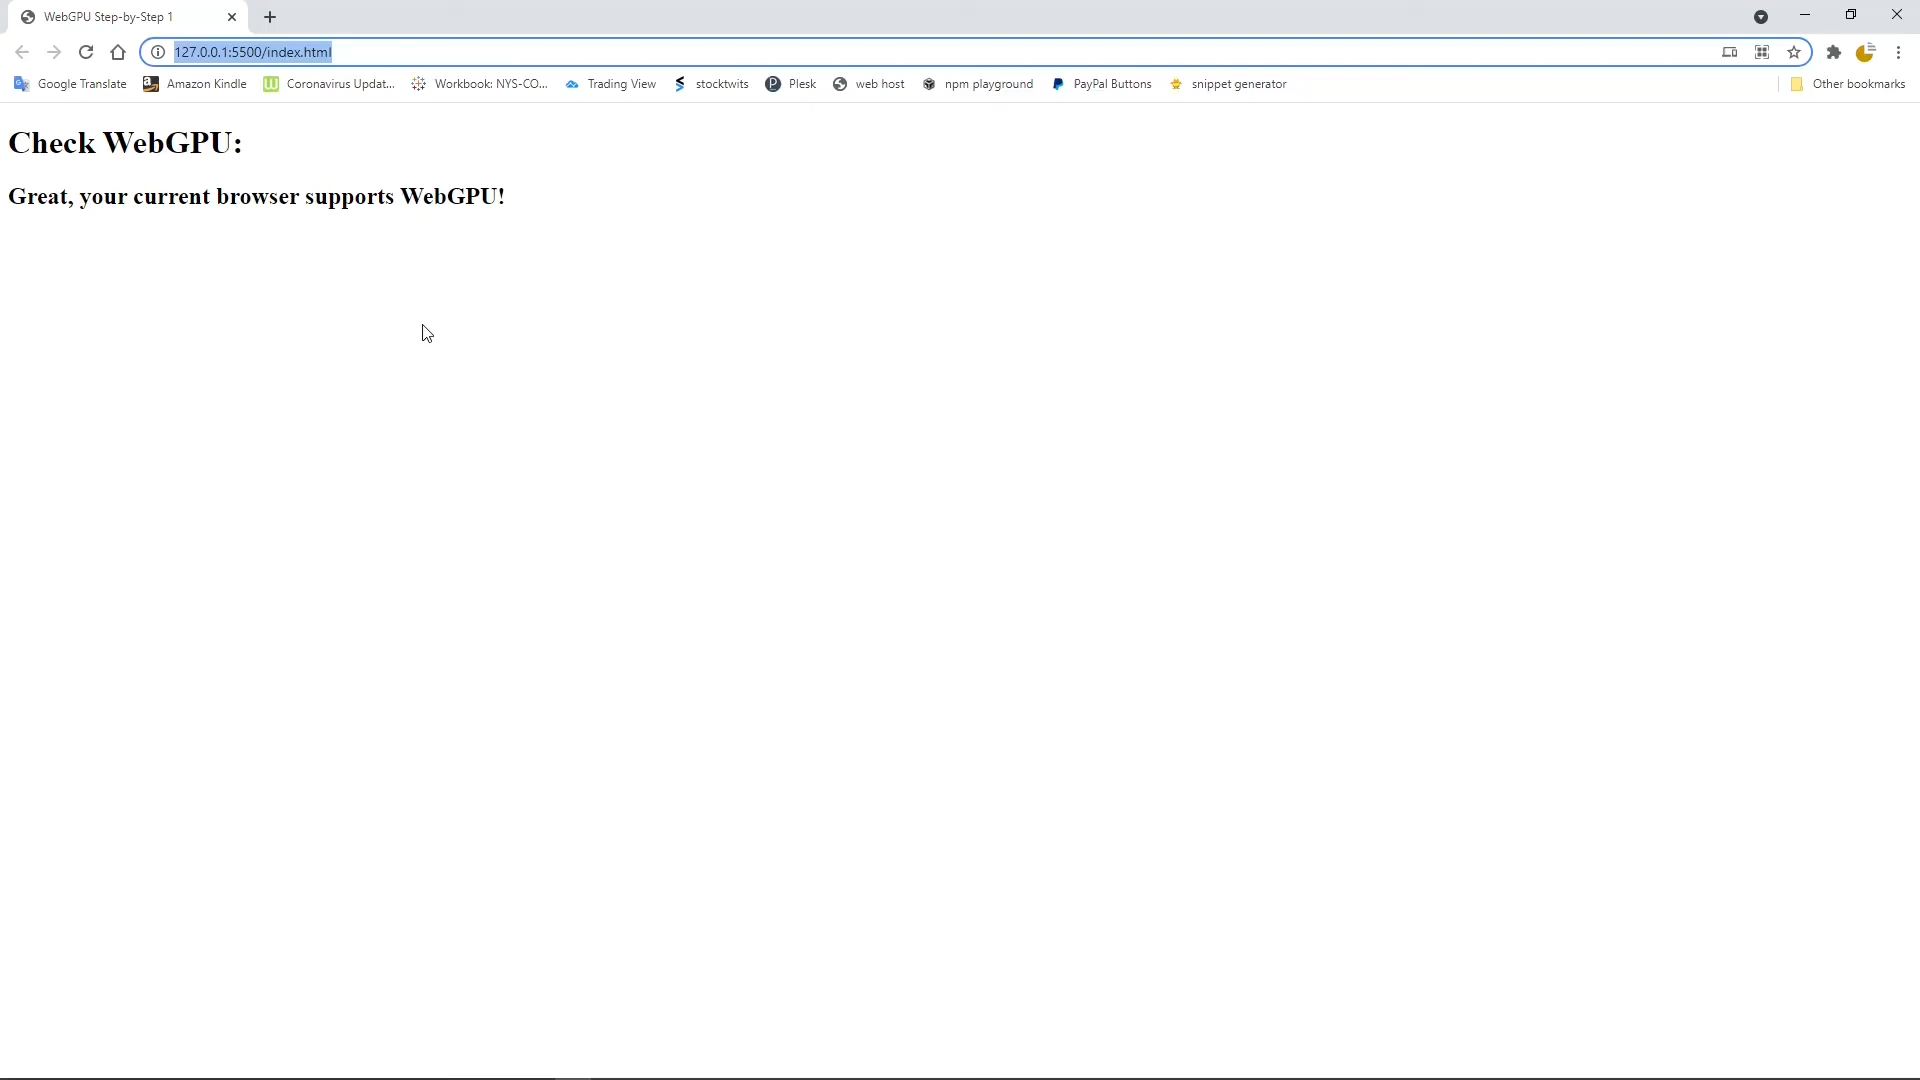 WebGPU Step-by-Step 1
127.0.0.1:5500/index.html
Google Translate Amazon Kindle Coronavirus Updat... Workbook: NYS-CO... Trading View stocktwits Plesk web host npm playground PayPal Buttons snippet generator Other bookmarks
Check WebGPU:
Great, your current browser supports WebGPU!